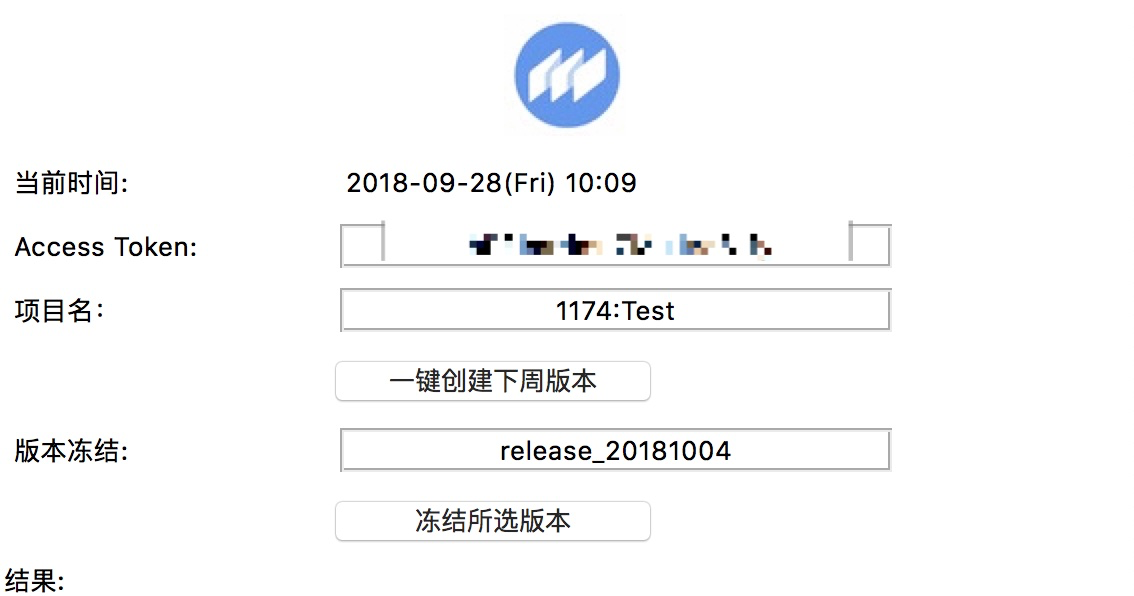 当前时间: 2018-09-28(Fri) 10:09
Access Token:
项目名: 1174:Test
一键创建下周版本
版本冻结: release_20181004
冻结所选版本
结果: